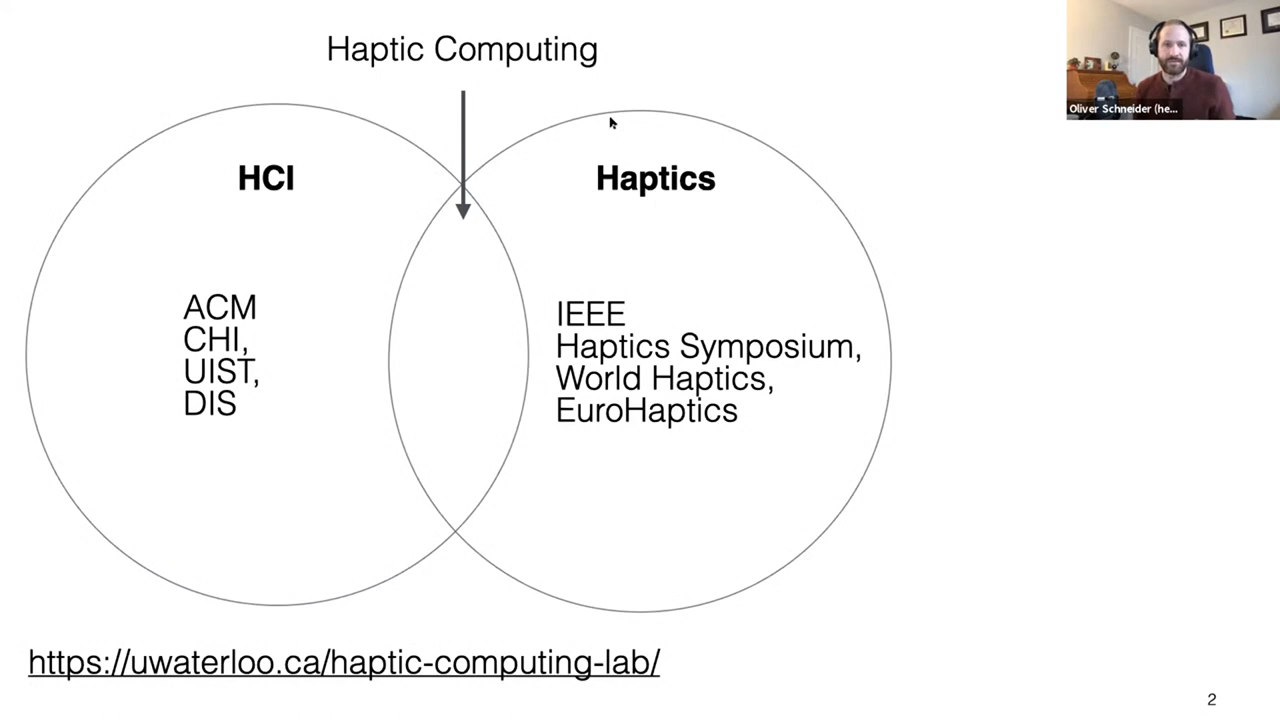 Haptic Computing
Oliver Schneider (he...
HCI
Haptics
ACM
CHI,
UIST,
DIS
IEEE
Haptics Symposium,
World Haptics,
EuroHaptics
https://uwaterloo.ca/haptic-computing-lab/
2